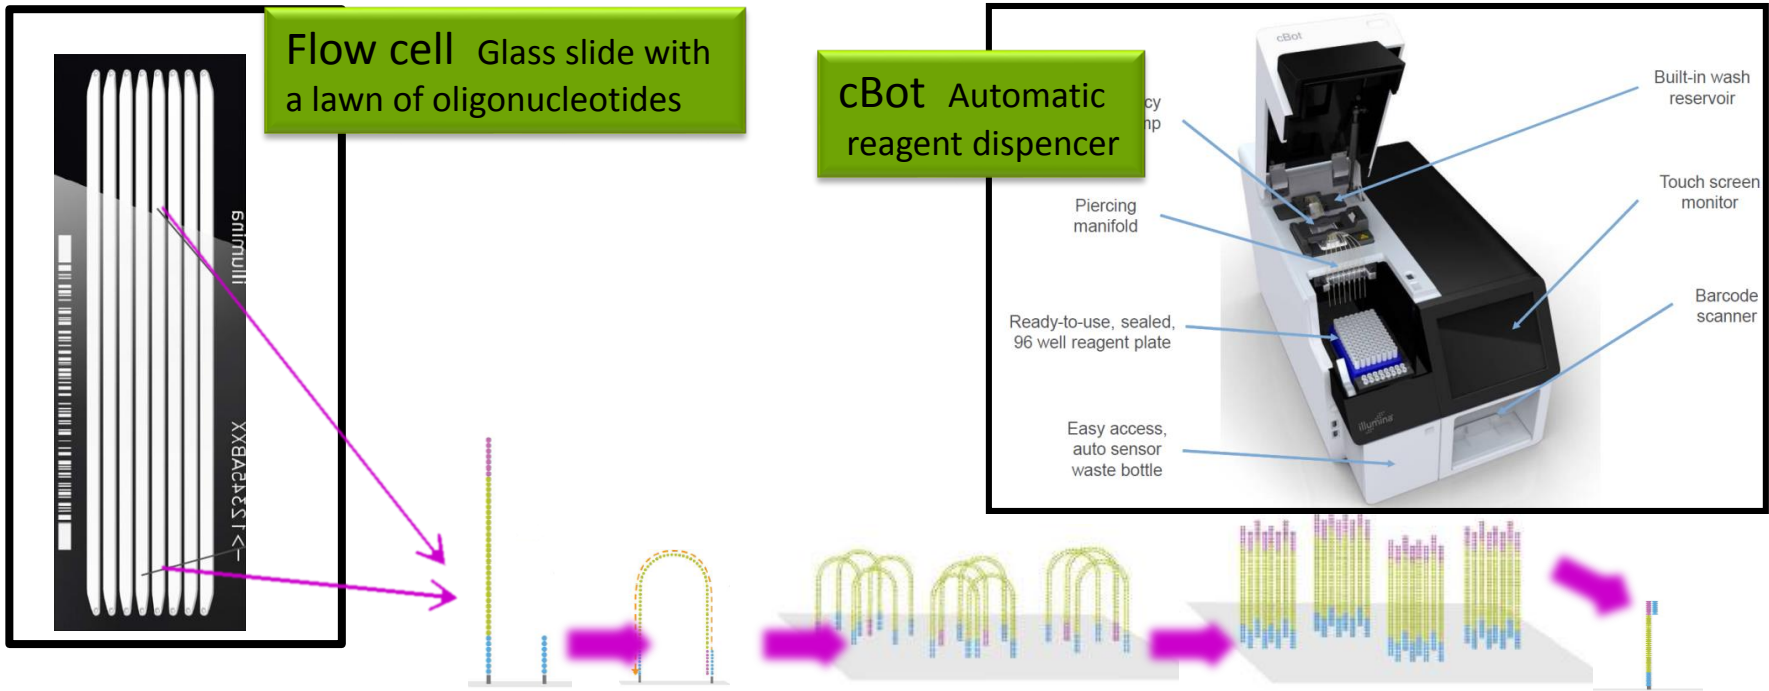 Flow cell Glass slide with
a lawn of oligonucleotides
illumina
XX8A54321<-
cBot Automatic
reagent dispencer
cBot
Built-in wash
reservoir
Touch screen
monitor
Piercing
manifold
Barcode
scanner
Ready-to-use, sealed,
96 well reagent plate
illumina
Easy access,
auto sensor
waste bottle